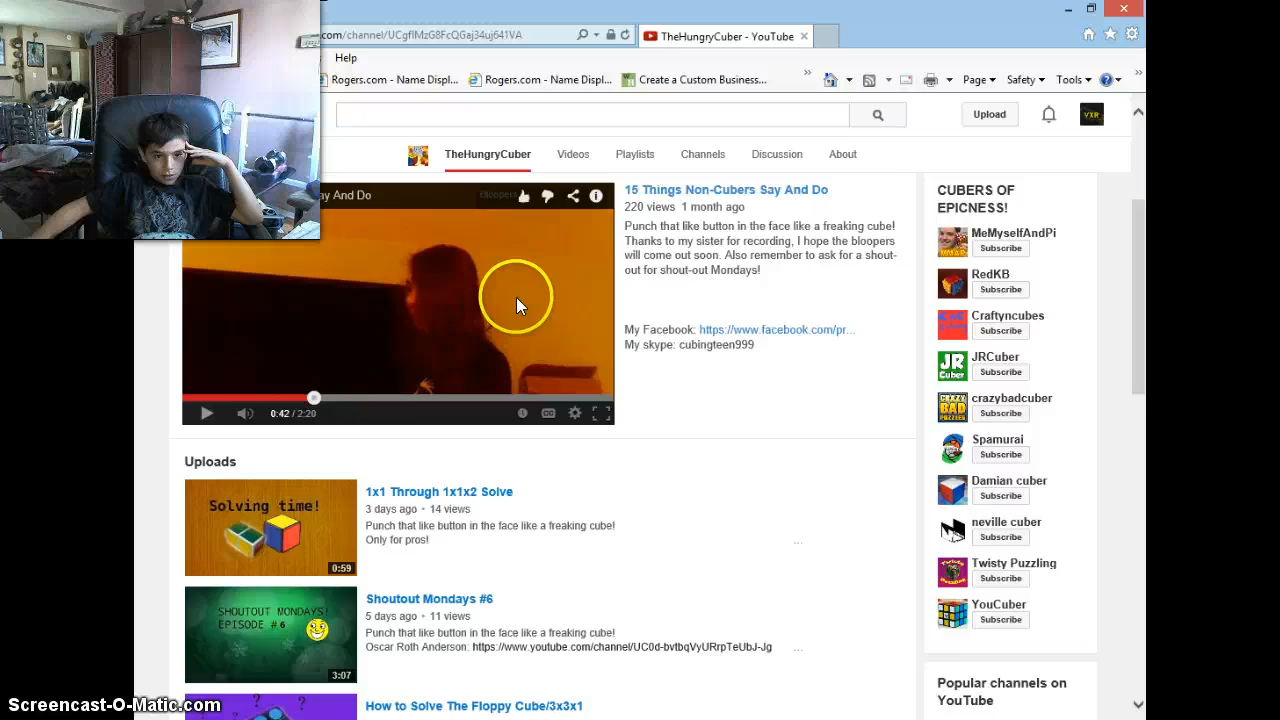 .com/channel/UCgflMzG8FcQGaj34uj641VA
TheHungryCuber - YouTube
Help
Rogers.com - Name Displ...
Rogers.com - Name Displ...
Create a Custom Business...
Page
Safety
Tools
Upload
VXR
TheHungryCuber
Videos
Playlists
Channels
Discussion
About
ay And Do
Bloopers
15 Things Non-Cubers Say And Do
220 views 1 month ago
Punch that like button in the face like a freaking cube!
Thanks to my sister for recording, I hope the bloopers
will come out soon. Also remember to ask for a shout-
out for shout-out Mondays!
My Facebook: https://www.facebook.com/pr...
My skype: cubingteen999
0:42 / 2:20
CUBERS OF
EPICNESS!
MeMyselfAndPi
Subscribe
RedKB
Subscribe
Craftyncubes
Subscribe
JR
Cuber
JRCuber
Subscribe
CRAZY
BAD
PUZZLES
crazybadcuber
Subscribe
Spamurai
Subscribe
Damian cuber
Subscribe
neville cuber
Subscribe
Twisty Puzzling
Subscribe
YouCuber
Subscribe
Popular channels on
YouTube
Uploads
Solving time!
0:59
1x1 Through 1x1x2 Solve
3 days ago • 14 views
Punch that like button in the face like a freaking cube!
Only for pros!
...
SHOUTOUT MONDAYS!
EPISODE #6
3:07
Shoutout Mondays #6
5 days ago • 11 views
Punch that like button in the face like a freaking cube!
Oscar Roth Anderson: https://www.youtube.com/channel/UC0d-bvtbqVyURrpTeUbJ-Jg
...
? ?
How to Solve The Floppy Cube/3x3x1
Screencast-O-Matic.com